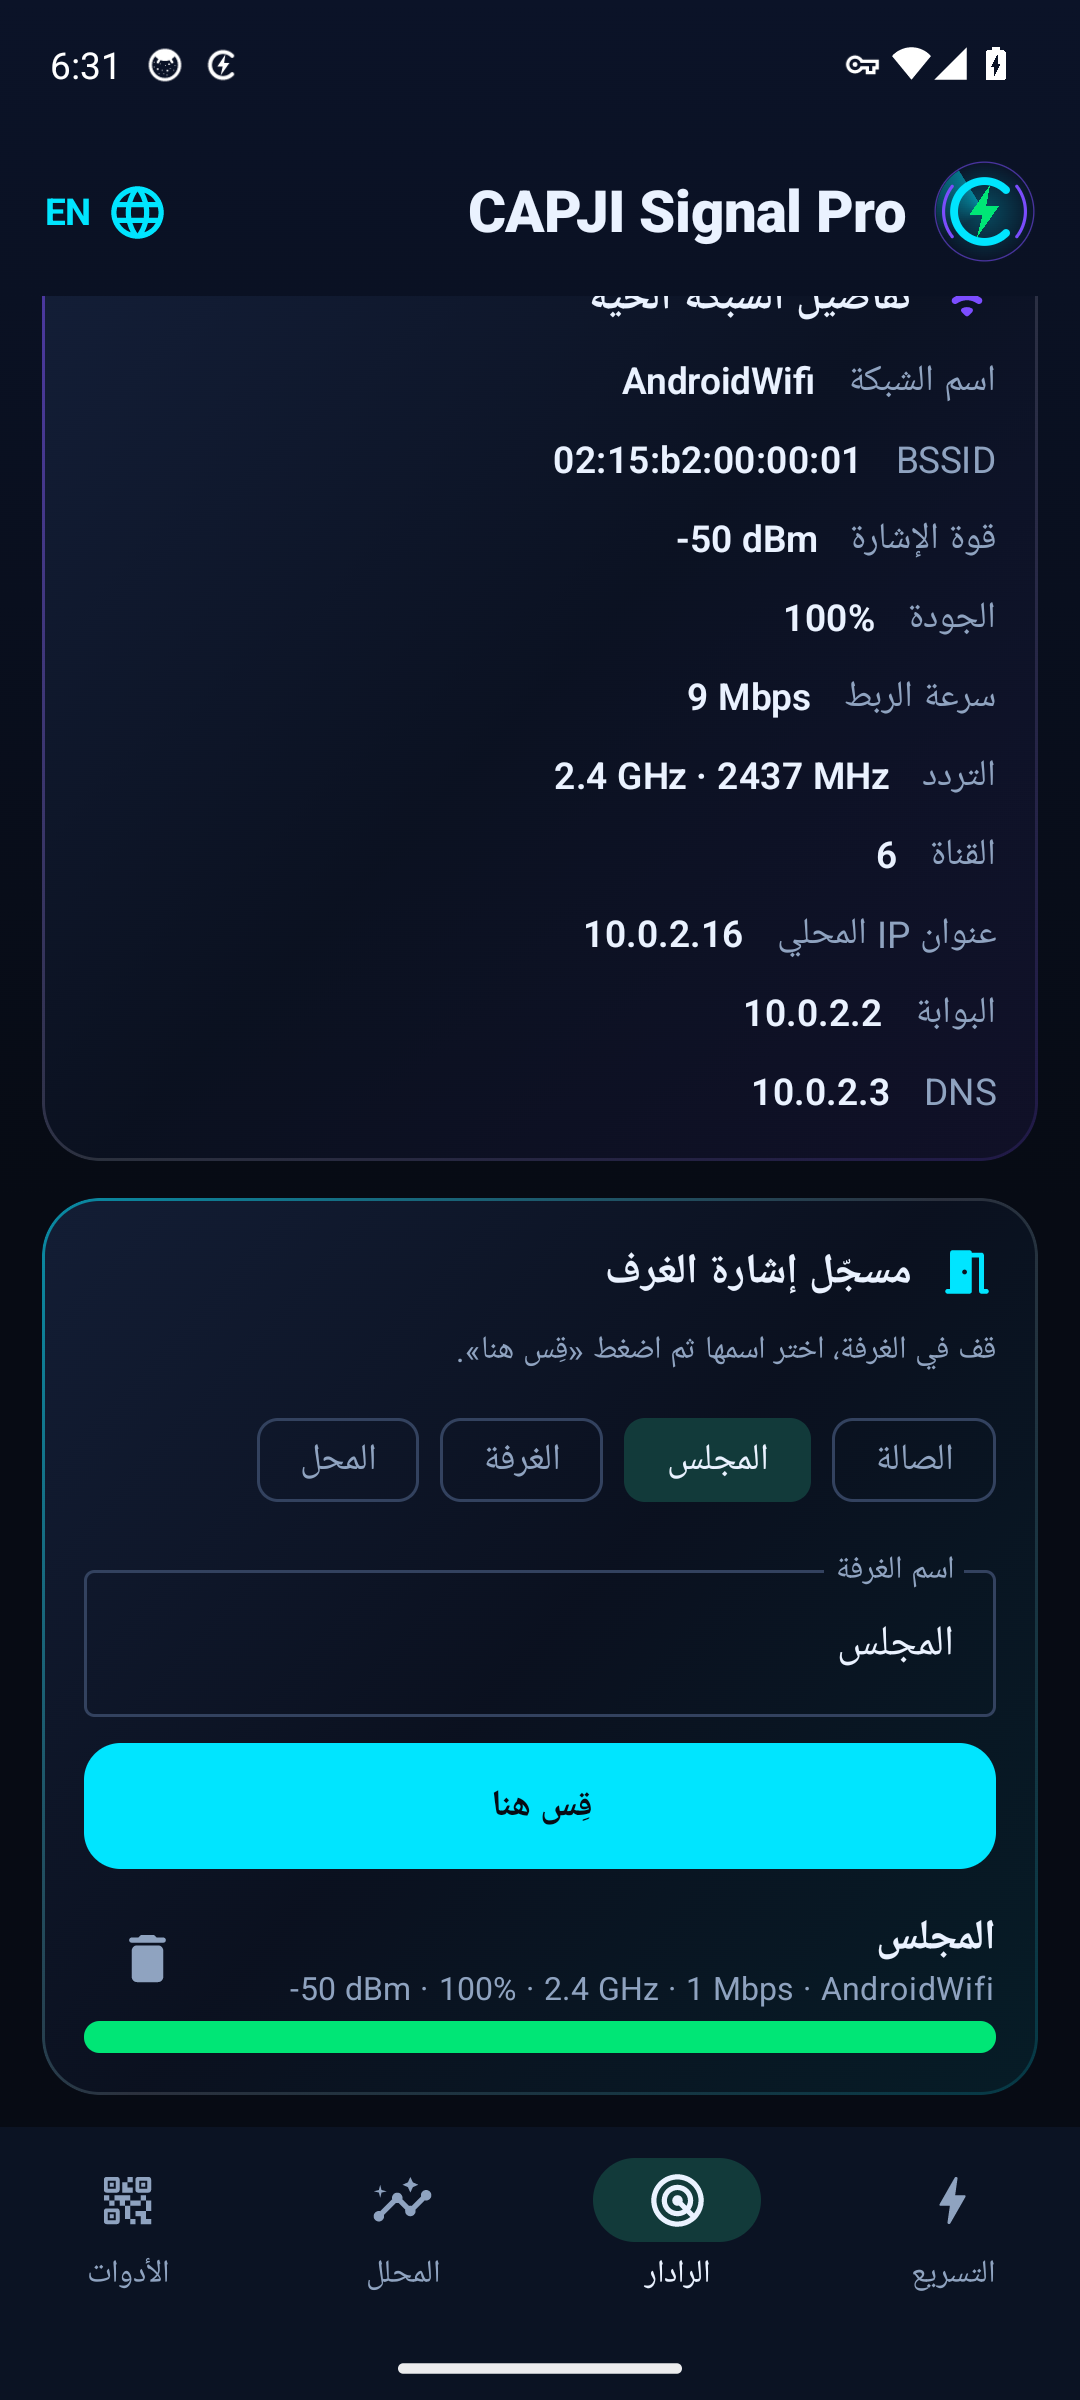 6:31
EN
CAPJI Signal Pro
تفاصيل الشبكة الحية
اسم الشبكة AndroidWifi
BSSID 02:15:b2:00:00:01
قوة الإشارة -50 dBm
الجودة 100%
سرعة الربط 9 Mbps
التردد 2.4 GHz · 2437 MHz
القناة 6
عنوان IP المحلي 10.0.2.16
البوابة 10.0.2.2
DNS 10.0.2.3
مسجّل إشارة الغرف
قف في الغرفة، اختر اسمها ثم اضغط «قِس هنا».
الصالة المجلس الغرفة المحل
اسم الغرفة
المجلس
قِس هنا
المجلس
-50 dBm · 100% · 2.4 GHz · 1 Mbps · AndroidWifi
التسريع الرادار المحلل الأدوات